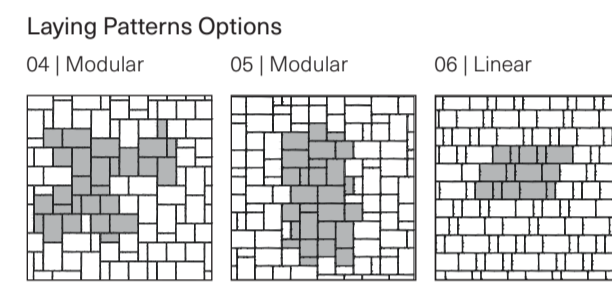 Laying Patterns Options
04 | Modular
05 | Modular
06 | Linear